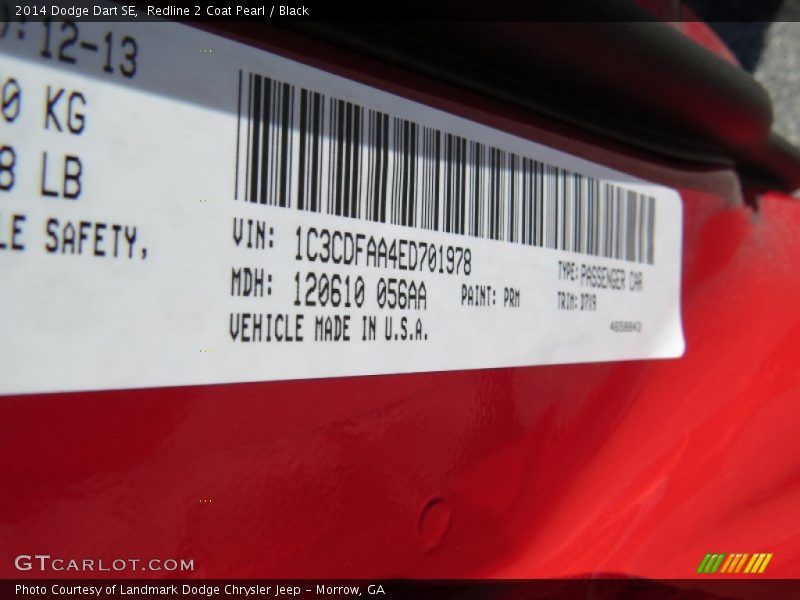 2014 Dodge Dart SE, Redline 2 Coat Pearl / Black
12-13
0 KG
8 LB
LE SAFETY,
VIN: 1C3CDFAA4ED701978
TYPE: PASSENGER CAR
MDH: 120610 056AA
PAINT: PRM
TRIM: D7X9
VEHICLE MADE IN U.S.A.
46580843
GTCARLOT.COM
Photo Courtesy of Landmark Dodge Chrysler Jeep - Morrow, GA